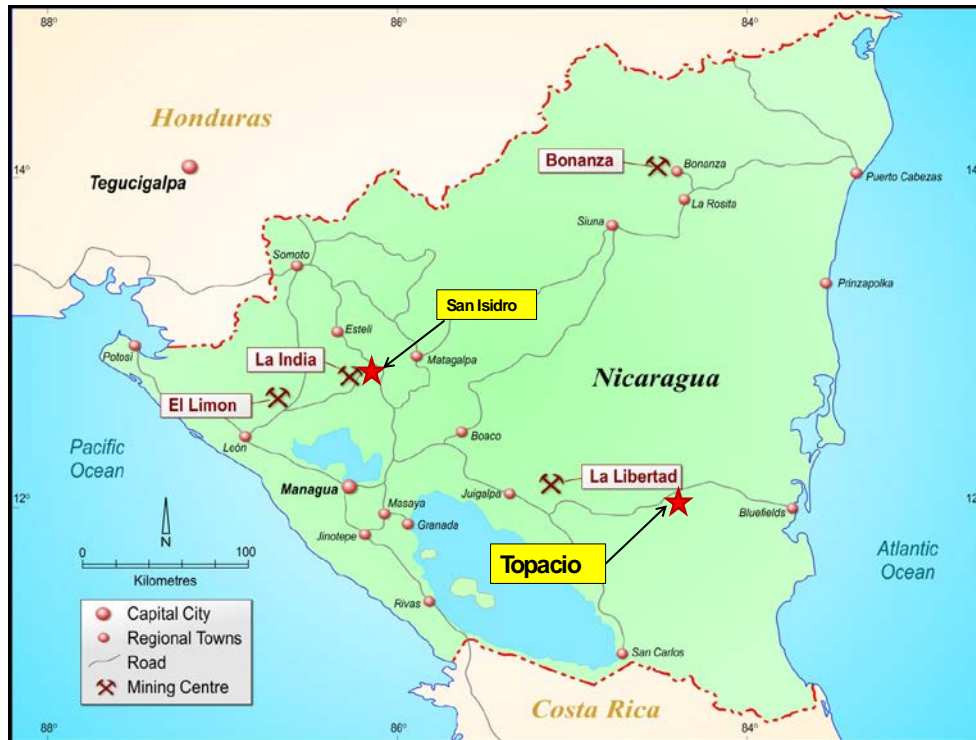 88°
86°
84°
Honduras
Tegucigalpa
14°
14
Bonanza
Bonanza
Puerto Cabezas
La Rosita
Siuna
Somoto
Prinzapolka
San Isidro
Esteli
Potosi
La India
Matagalpa
Nicaragua
El Limon
León
Boaco
Pacific
Ocean
La Libertad
Managua
Juigalpa
12°
12
Masaya
Granada
Bluefields
Jinotepe
N
0
100
Kilometres
Topacio
Atlantic
Ocean
Rivas
Capital City
Regional Towns
Road
Mining Centre
San Carlos
Costa Rica
88°
86°
84°